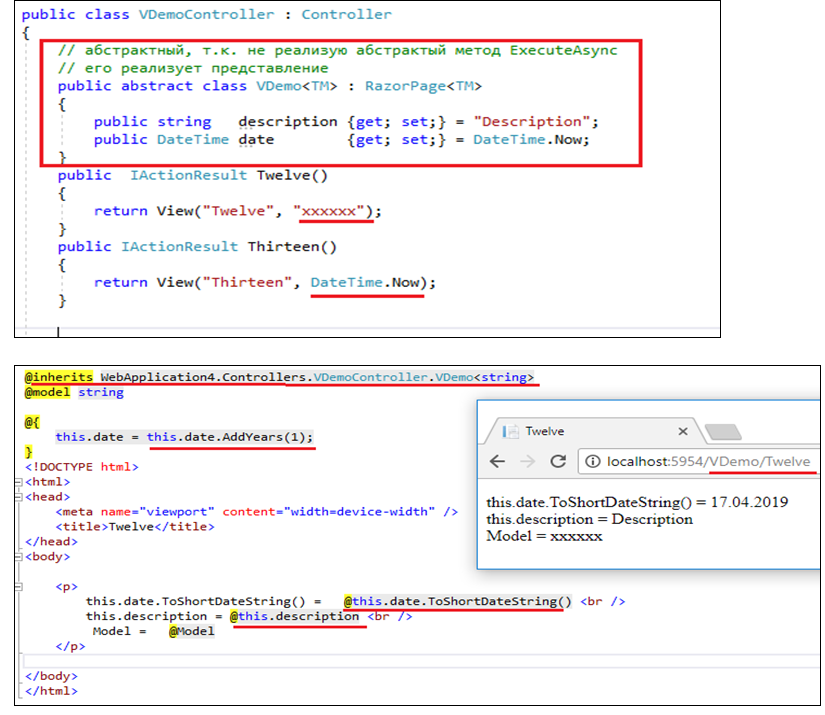 public class VDemoController : Controller
{
// абстрактный, т.к. не реализую абстрактый метод ExecuteAsync
// его реализует представление
public abstract class VDemo<TM> : RazorPage<TM>
{
public string description {get; set;} = "Description";
public DateTime date {get; set;} = DateTime.Now;
}
public IActionResult Twelve()
{
return View("Twelve", "xxxxxx");
}
public IActionResult Thirteen()
{
return View("Thirteen", DateTime.Now);
}
@inherits WebApplication4.Controllers.VDemoController.VDemo<string>
@model string
@{
this.date = this.date.AddYears(1);
}
<!DOCTYPE html>
<html>
<head>
<meta name="viewport" content="width=device-width" />
<title>Twelve</title>
</head>
<body>
<p>
this.date.ToShortDateString() = @this.date.ToShortDateString() <br />
this.description = @this.description <br />
Model = @Model
</p>
</body>
</html>
Twelve
localhost:5954/VDemo/Twelve
this.date.ToShortDateString() = 17.04.2019
this.description = Description
Model = xxxxxx